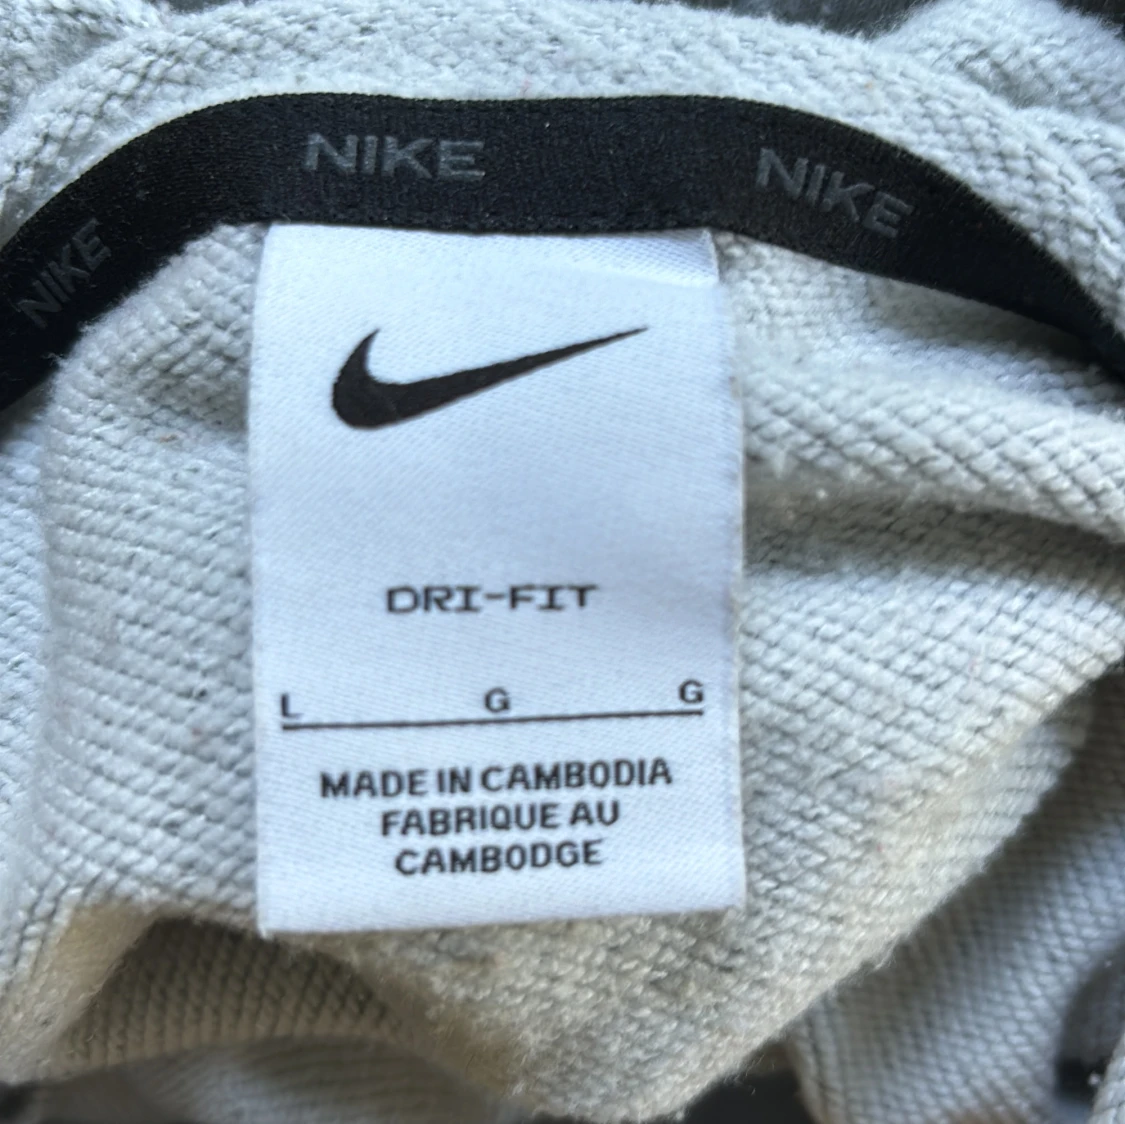 NIKE NIKE NIKE
DRI-FIT
L G G
MADE IN CAMBODIA
FABRIQUE AU
CAMBODGE